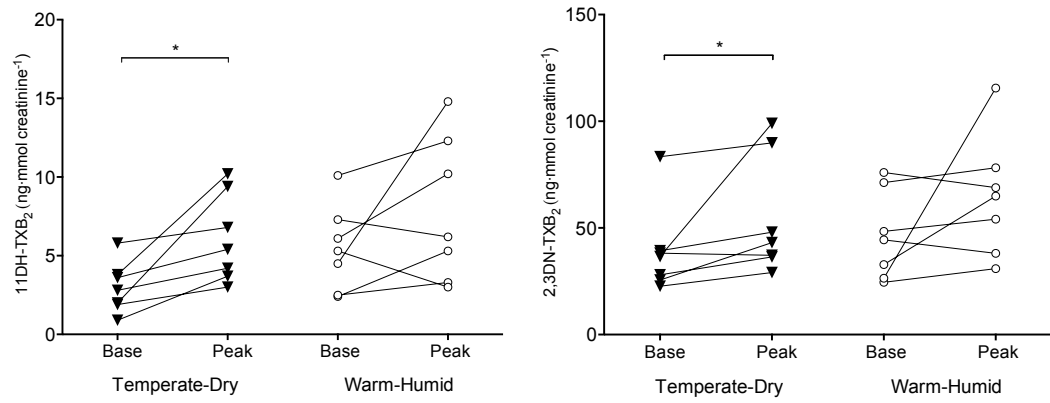 20
15
10
5
0
11DH-TXB₂ (ng·mmol creatinine⁻¹)
*
Base Peak Base Peak
Temperate-Dry Warm-Humid
150
100
50
0
2,3DN-TXB₂ (ng·mmol creatinine⁻¹)
*
Base Peak Base Peak
Temperate-Dry Warm-Humid